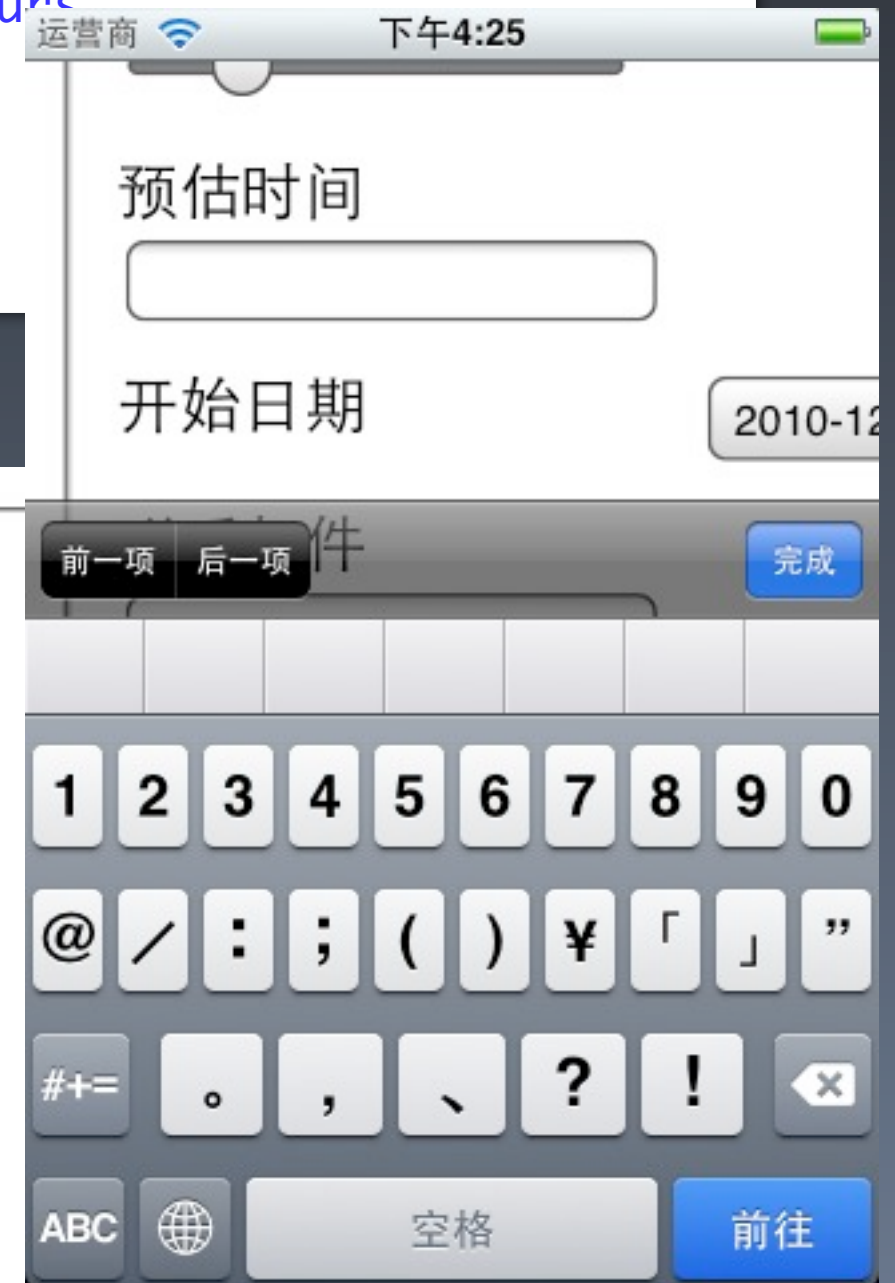 运营商 下午4:25
预估时间
开始日期 2010-12
件
前一项 后一项 完成
1 2 3 4 5 6 7 8 9 0
@ / : ; ( ) ¥ 「 」 ”
#+= 。 , 、 ? !
ABC 空格 前往